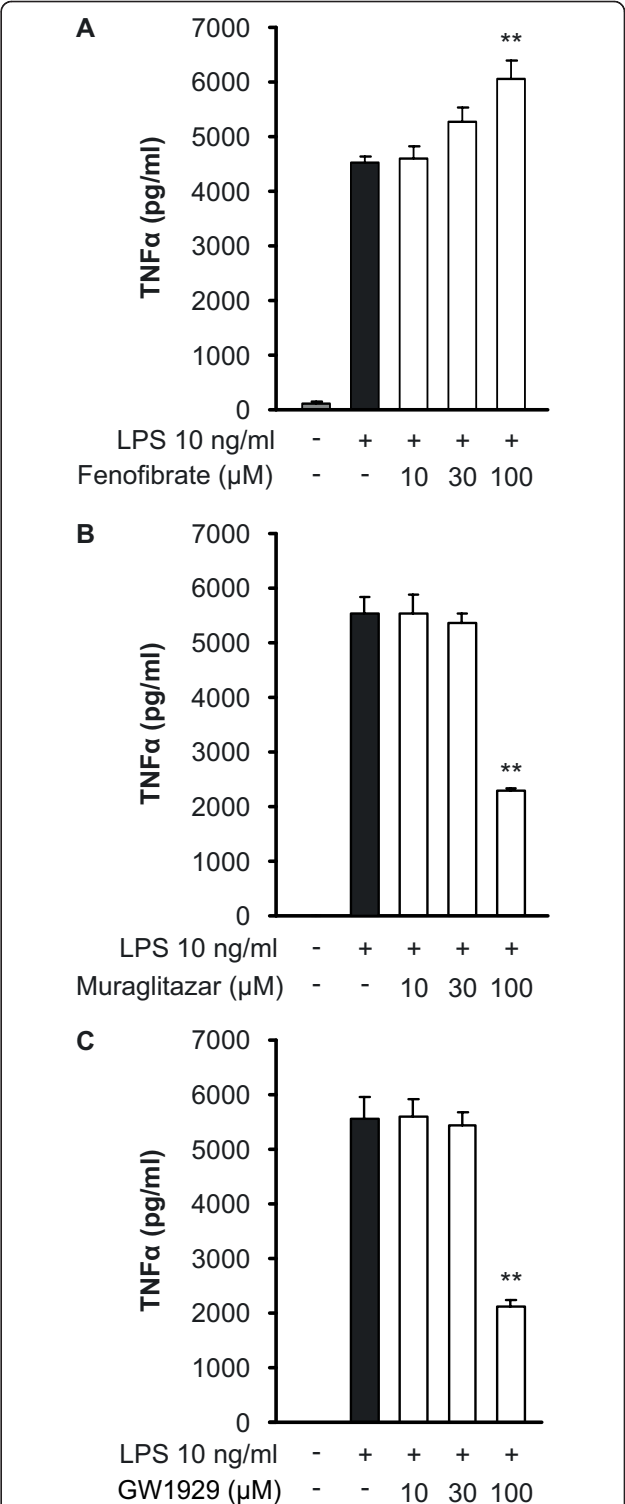 A
TNFα (pg/ml)
7000
6000
5000
4000
3000
2000
1000
0
**
LPS 10 ng/ml - + + + +
Fenofibrate (µM) - - 10 30 100
B
TNFα (pg/ml)
7000
6000
5000
4000
3000
2000
1000
0
**
LPS 10 ng/ml - + + + +
Muraglitazar (µM) - - 10 30 100
C
TNFα (pg/ml)
7000
6000
5000
4000
3000
2000
1000
0
**
LPS 10 ng/ml - + + + +
GW1929 (µM) - - 10 30 100